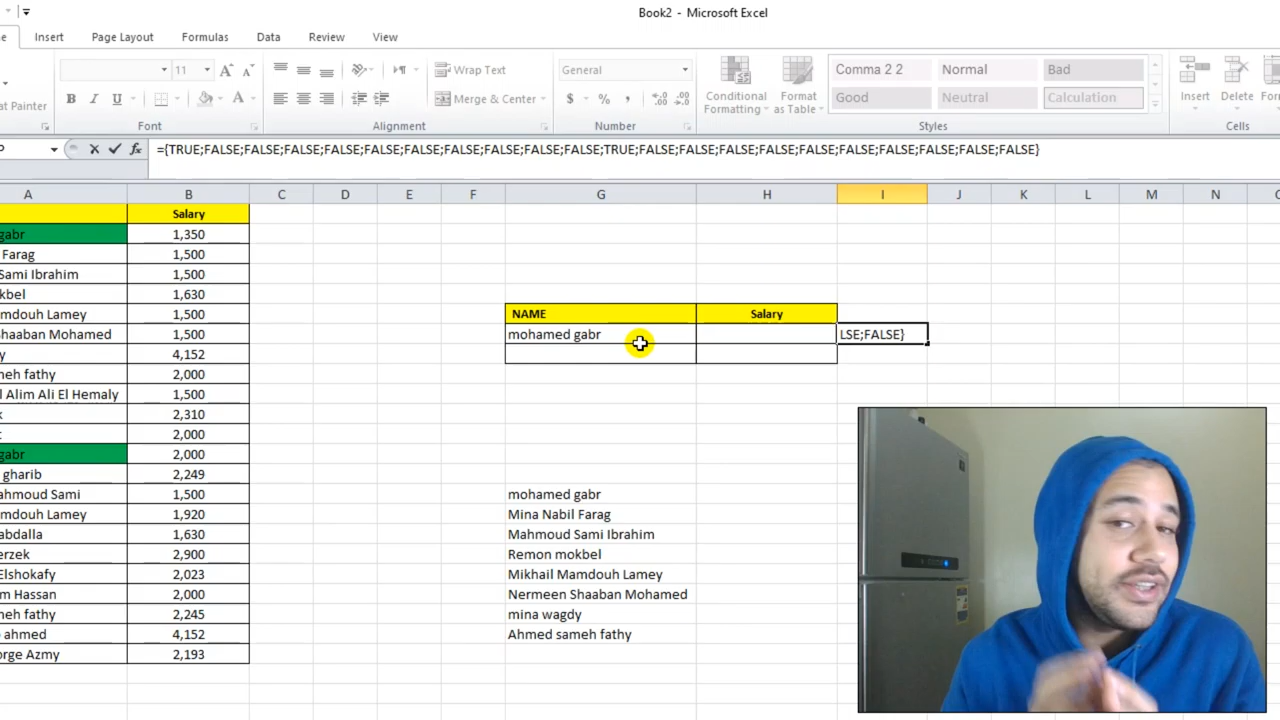 Book2 - Microsoft Excel
Insert Page Layout Formulas Data Review View
11 Wrap Text General Comma 2 2 Normal Bad
at Painter B I U Merge & Center $ % , Conditional Formatting Format as Table Good Neutral Calculation Insert Delete
Font Alignment Number Styles Cells
={TRUE;FALSE;FALSE;FALSE;FALSE;FALSE;FALSE;FALSE;FALSE;FALSE;FALSE;TRUE;FALSE;FALSE;FALSE;FALSE;FALSE;FALSE;FALSE;FALSE;FALSE;FALSE}
A B C D E F G H I J K L M N
Salary
gabr 1,350
Farag 1,500
Sami Ibrahim 1,500
kbel 1,630
NAME Salary
mdouh Lamey 1,500
mohamed gabr LSE;FALSE}
haaban Mohamed 1,500
y 4,152
meh fathy 2,000
l Alim Ali El Hemaly 1,500
k 2,310
t 2,000
gabr 2,000
gharib 2,249
ahmoud Sami 1,500 mohamed gabr
mdouh Lamey 1,920 Mina Nabil Farag
abdalla 1,630 Mahmoud Sami Ibrahim
erzek 2,900 Remon mokbel
Elshokafy 2,023 Mikhail Mamdouh Lamey
m Hassan 2,000 Nermeen Shaaban Mohamed
meh fathy 2,245 mina wagdy
ahmed 4,152 Ahmed sameh fathy
rge Azmy 2,193